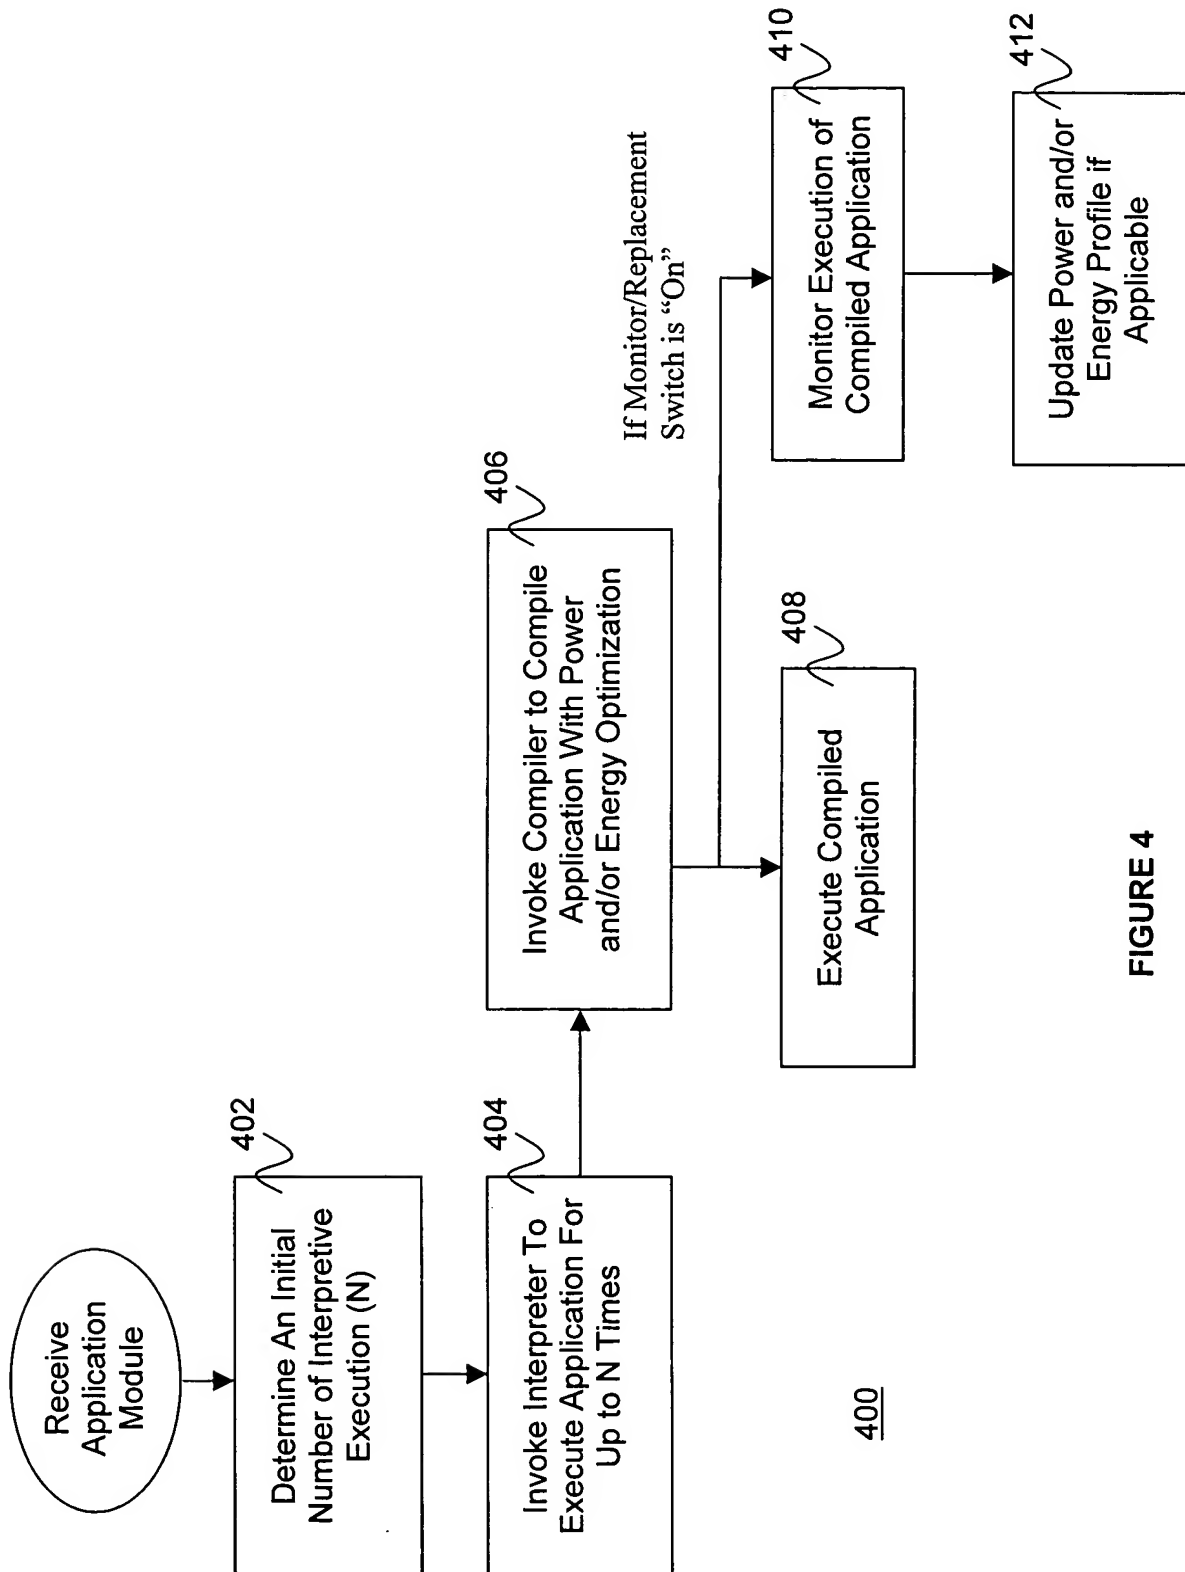 Receive
Application
Module
402
Determine An Initial
Number of Interpretive
Execution (N)
404
Invoke Interpreter To
Execute Application For
Up to N Times
406
Invoke Compiler to Compile
Application With Power
and/or Energy Optimization
408
Execute Compiled
Application
If Monitor/Replacement
Switch is “On”
410
Monitor Execution of
Compiled Application
412
Update Power and/or
Energy Profile if
Applicable
400
FIGURE 4